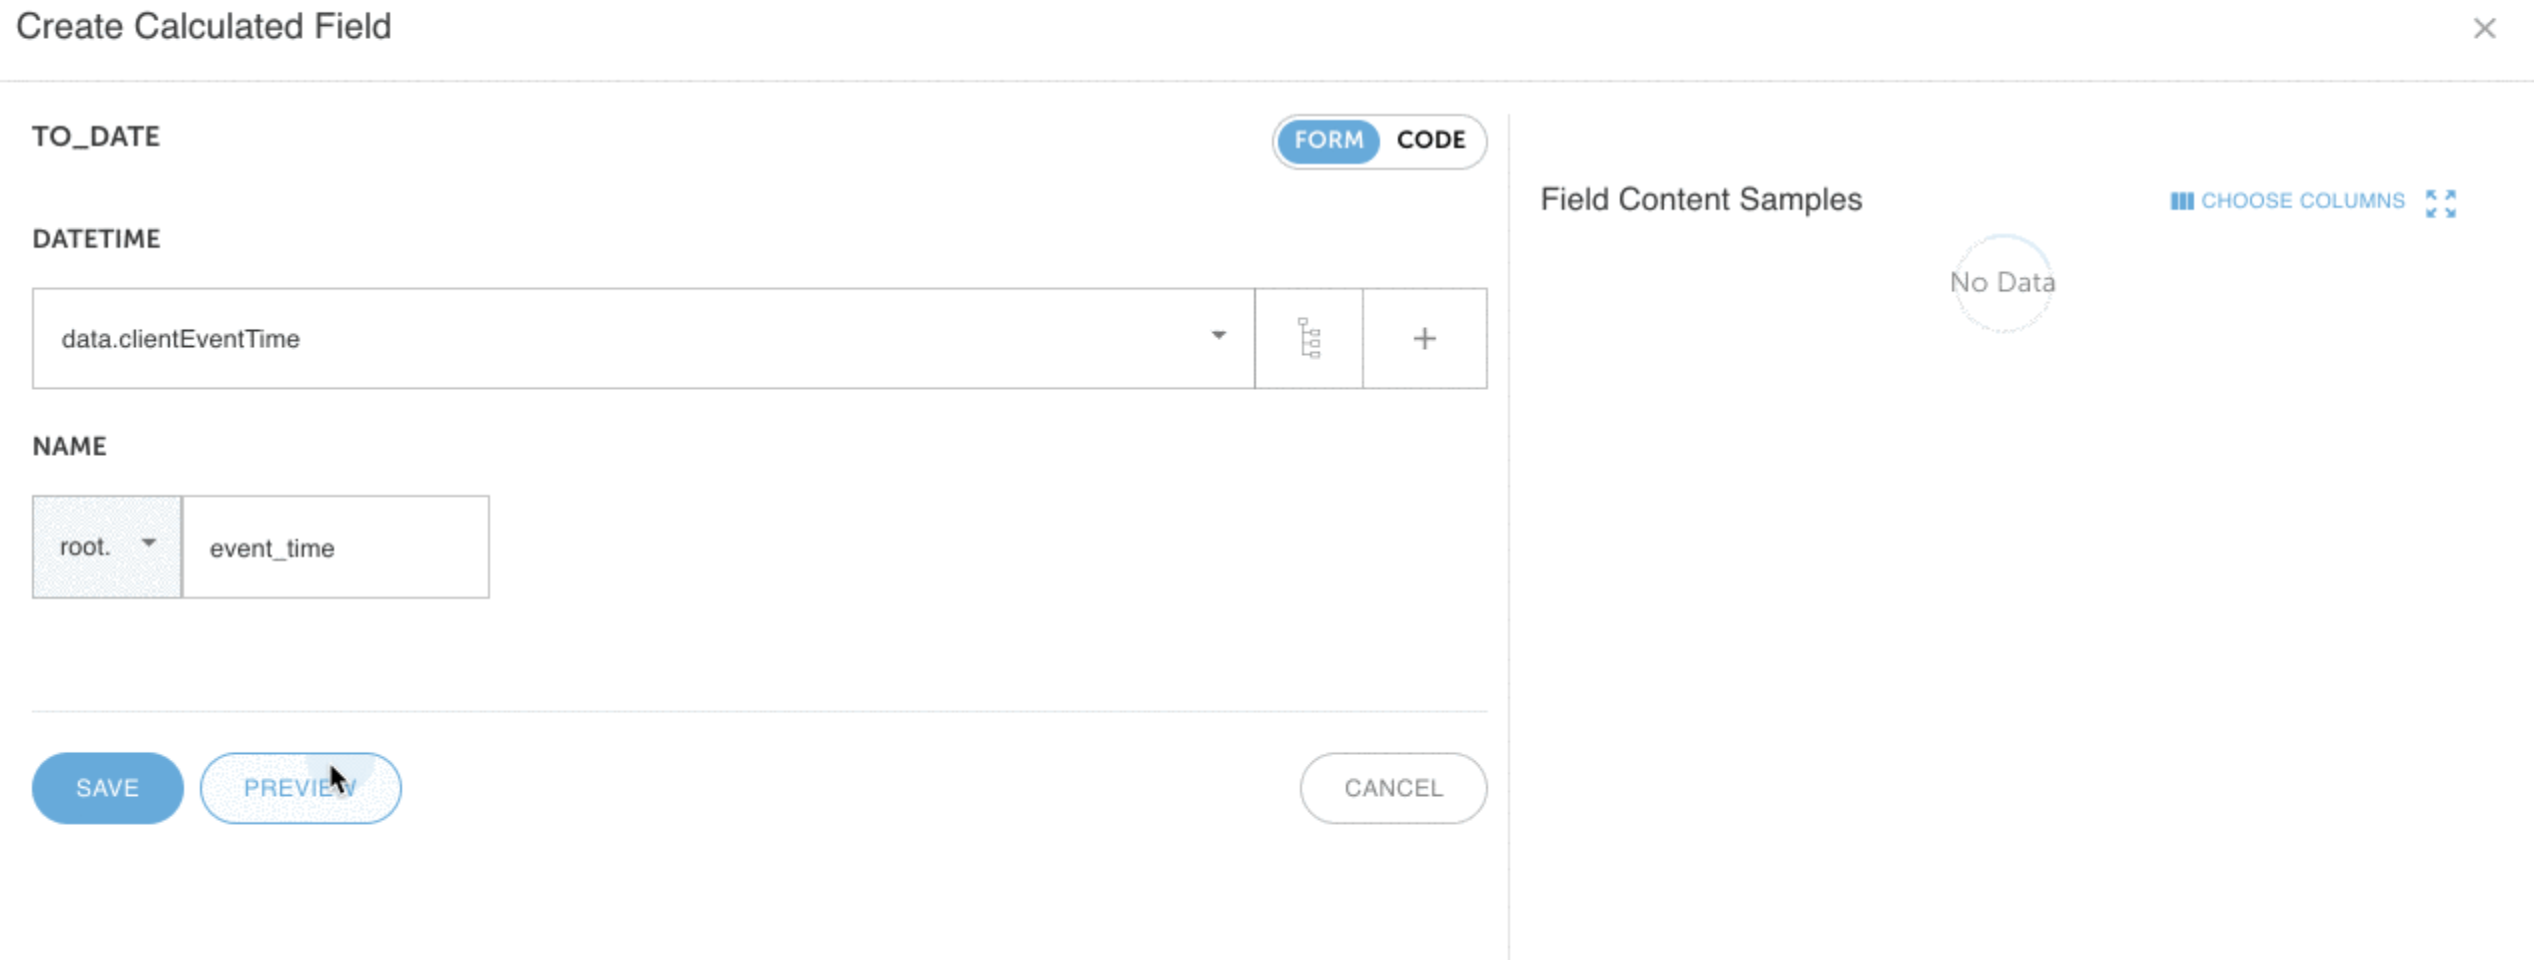 Create Calculated Field
TO_DATE
FORM CODE
DATETIME
data.clientEventTime
NAME
root. event_time
SAVE PREVIEW CANCEL
Field Content Samples CHOOSE COLUMNS
No Data